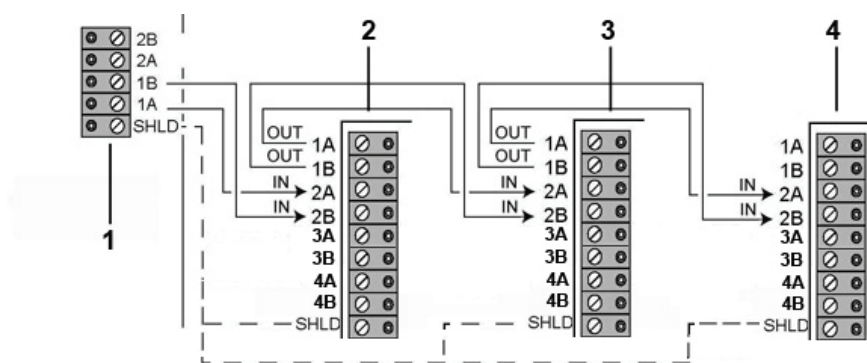 2B
2A
1B
1A
SHLD
1
2
OUT 1A
OUT 1B
IN 2A
IN 2B
3A
3B
4A
4B
SHLD
3
OUT 1A
OUT 1B
IN 2A
IN 2B
3A
3B
4A
4B
SHLD
4
1A
1B
IN 2A
IN 2B
3A
3B
4A
4B
SHLD